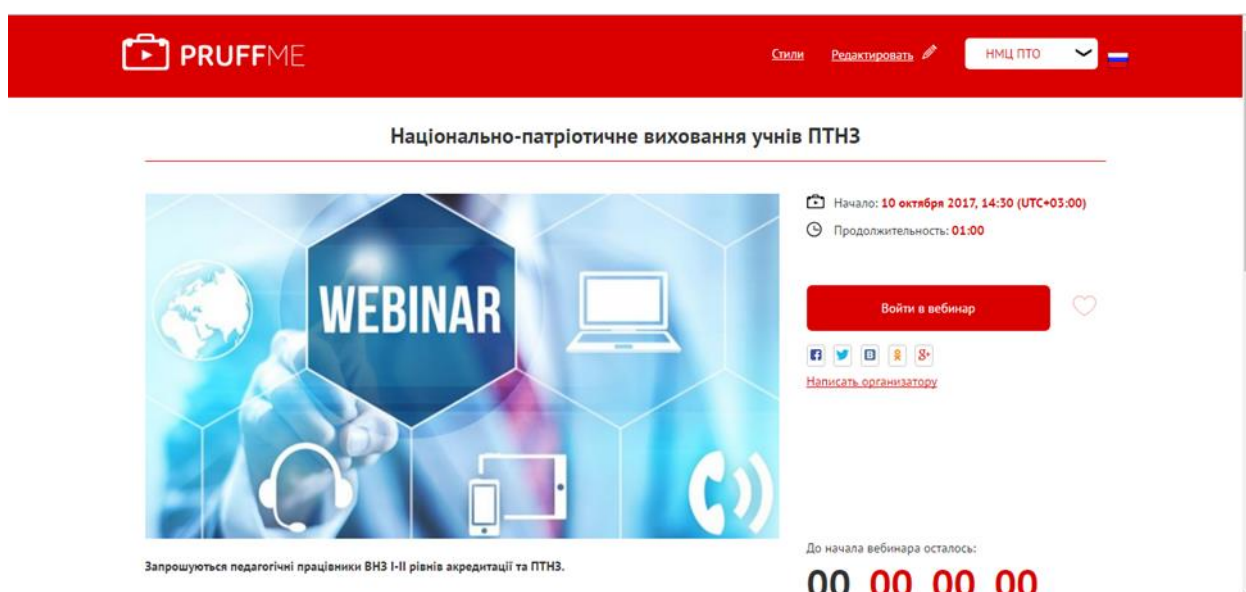 PRUFFME
Стили Редактировать НМЦ ПТО
Національно-патріотичне виховання учнів ПТНЗ
Начало: 10 октября 2017, 14:30 (UTC+03:00)
Продолжительность: 01:00
WEBINAR
Войти в вебинар
Написать организатору
До начала вебинара осталось:
00 00 00 00
Запрошуються педагогічні працівники ВНЗ І-ІІ рівнів акредитації та ПТНЗ.